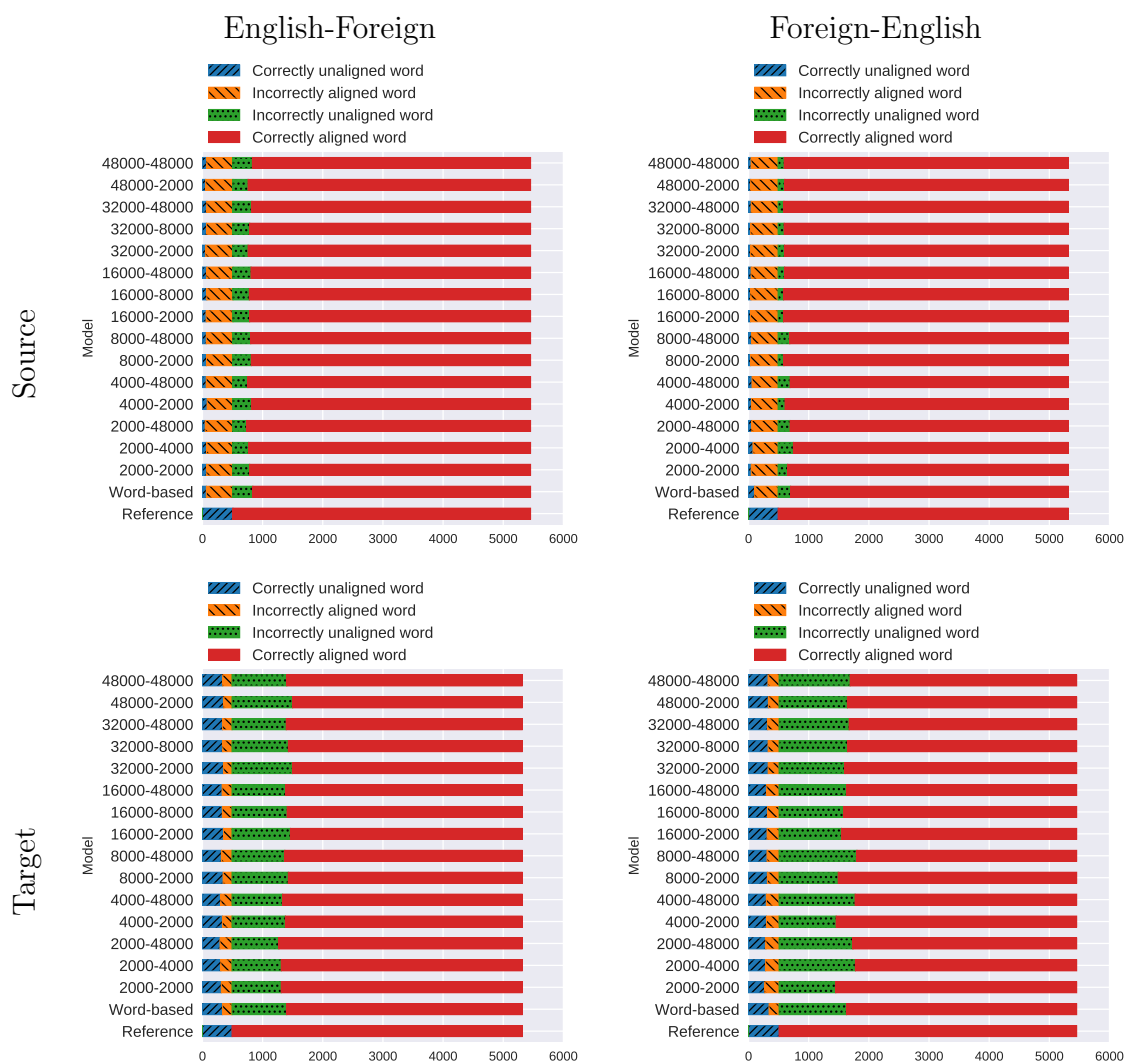 English-Foreign
Foreign-English
Source
Correctly unaligned word
Incorrectly aligned word
Incorrectly unaligned word
Correctly aligned word
Model
48000-48000
48000-2000
32000-48000
32000-8000
32000-2000
16000-48000
16000-8000
16000-2000
8000-48000
8000-2000
4000-48000
4000-2000
2000-48000
2000-4000
2000-2000
Word-based
Reference
0 1000 2000 3000 4000 5000 6000
Correctly unaligned word
Incorrectly aligned word
Incorrectly unaligned word
Correctly aligned word
Model
48000-48000
48000-2000
32000-48000
32000-8000
32000-2000
16000-48000
16000-8000
16000-2000
8000-48000
8000-2000
4000-48000
4000-2000
2000-48000
2000-4000
2000-2000
Word-based
Reference
0 1000 2000 3000 4000 5000 6000
Target
Correctly unaligned word
Incorrectly aligned word
Incorrectly unaligned word
Correctly aligned word
Model
48000-48000
48000-2000
32000-48000
32000-8000
32000-2000
16000-48000
16000-8000
16000-2000
8000-48000
8000-2000
4000-48000
4000-2000
2000-48000
2000-4000
2000-2000
Word-based
Reference
0 1000 2000 3000 4000 5000 6000
Correctly unaligned word
Incorrectly aligned word
Incorrectly unaligned word
Correctly aligned word
Model
48000-48000
48000-2000
32000-48000
32000-8000
32000-2000
16000-48000
16000-8000
16000-2000
8000-48000
8000-2000
4000-48000
4000-2000
2000-48000
2000-4000
2000-2000
Word-based
Reference
0 1000 2000 3000 4000 5000 6000